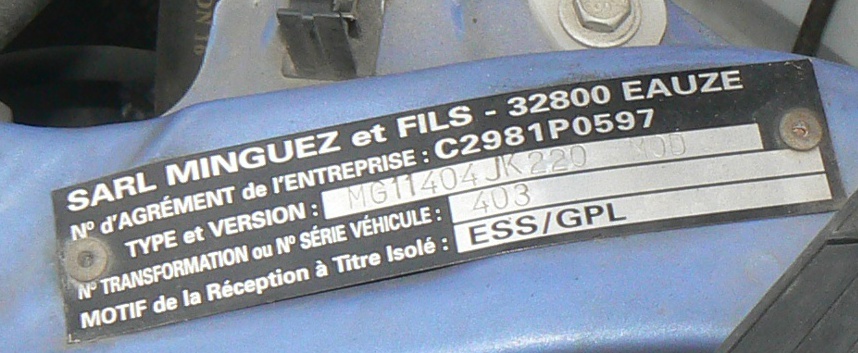 SARL MINGUEZ et FILS - 32800 EAUZE
N° d'AGRÉMENT de l'ENTREPRISE : C2981P0597
TYPE et VERSION : MG11404JK220 MOD
N° TRANSFORMATION ou N° SÉRIE VÉHICULE : 403
MOTIF de la Réception à Titre Isolé : ESS/GPL